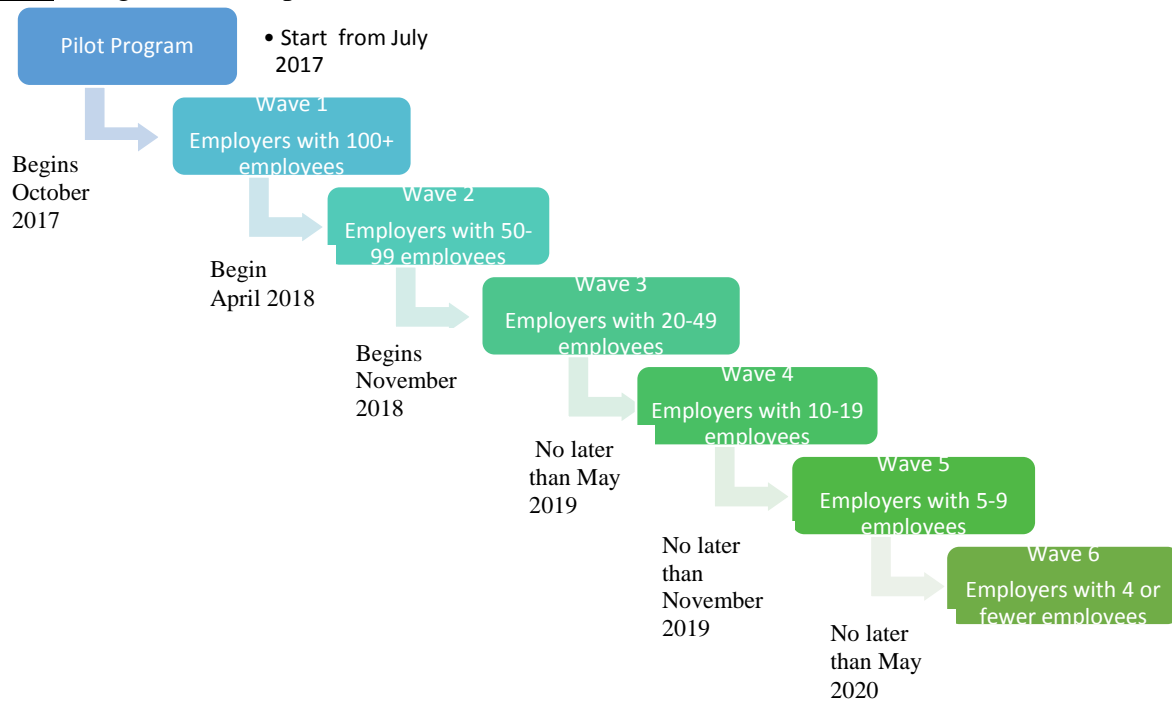 Pilot Program
• Start from July
2017
Wave 1
Employers with 100+
employees
Begins
October
2017
Wave 2
Employers with 50-
99 employees
Begin
April 2018
Wave 3
Employers with 20-49
employees
Begins
November
2018
Wave 4
Employers with 10-19
employees
No later
than May
2019
Wave 5
Employers with 5-9
employees
No later
than
November
2019
Wave 6
Employers with 4 or
fewer employees
No later
than May
2020